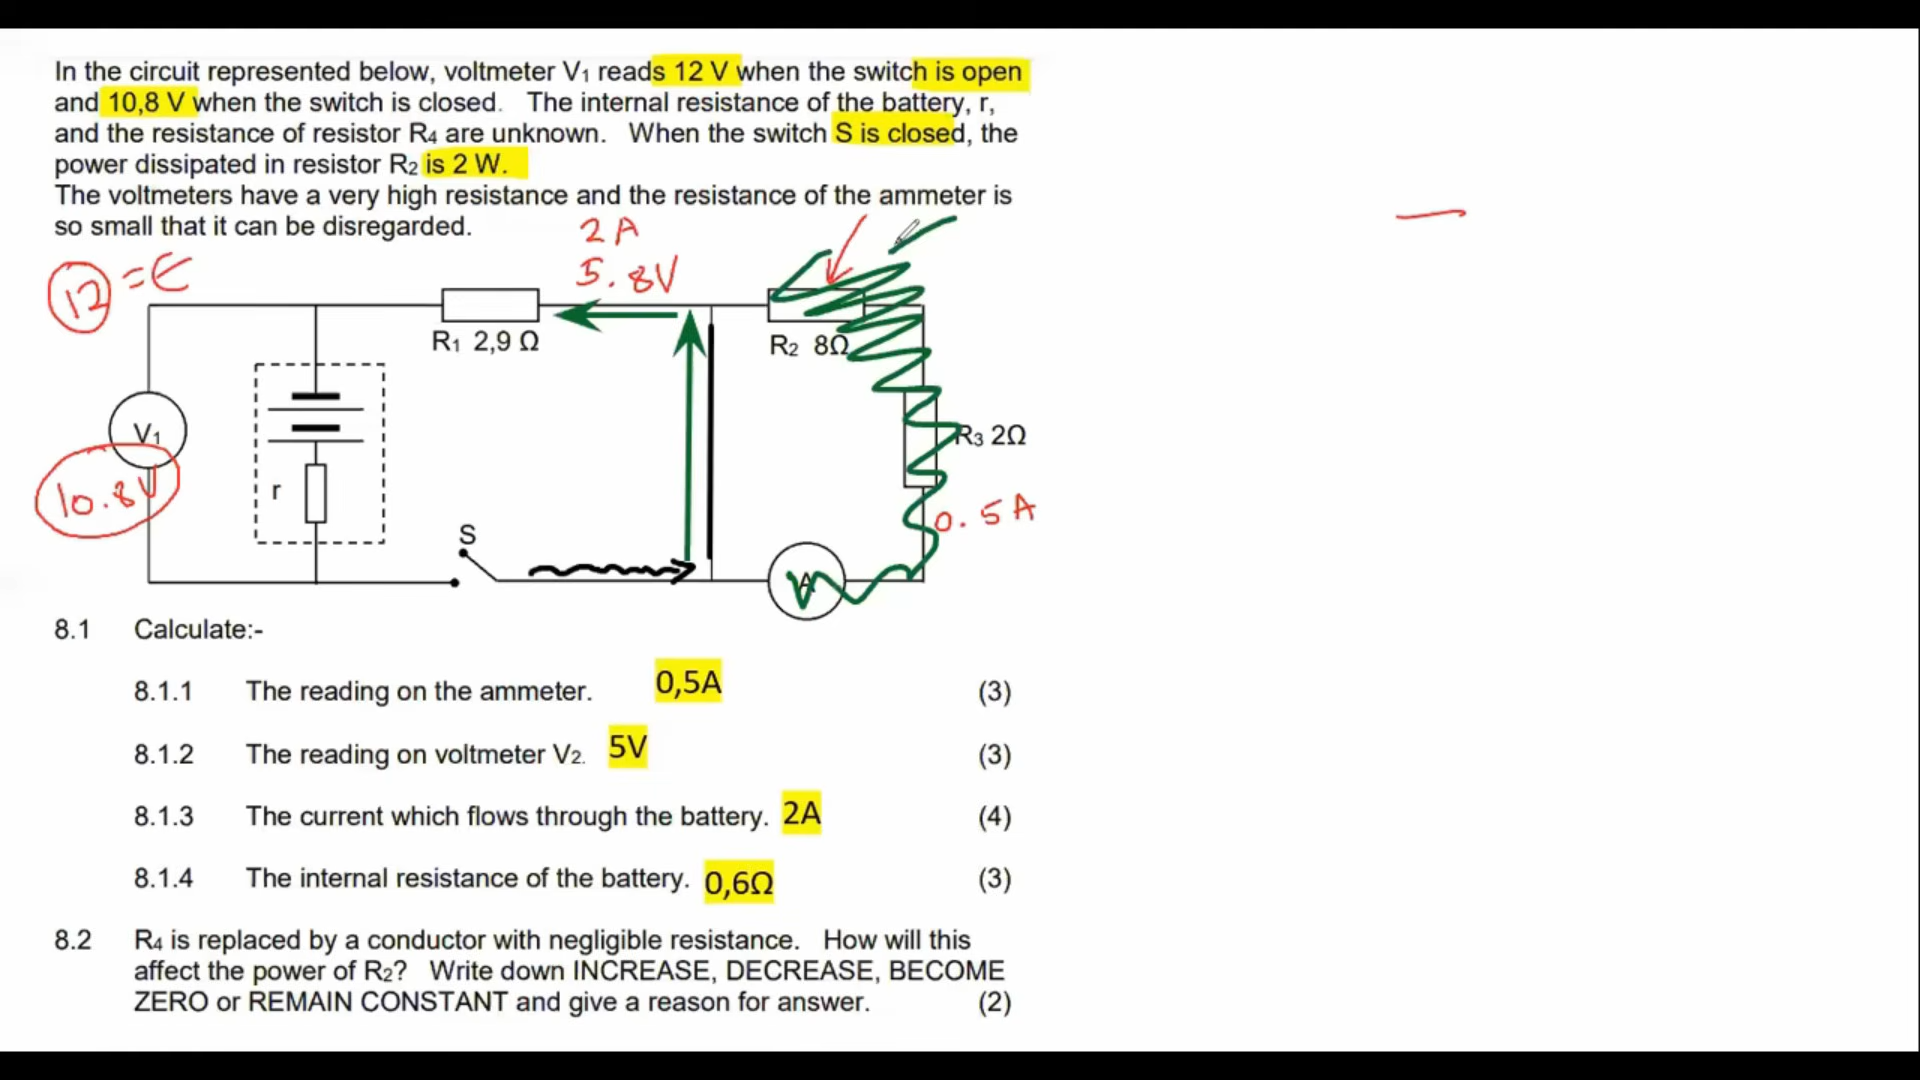 In the circuit represented below, voltmeter V₁ reads 12 V when the switch is open
and 10,8 V when the switch is closed. The internal resistance of the battery, r,
and the resistance of resistor R₄ are unknown. When the switch S is closed, the
power dissipated in resistor R₂ is 2 W.
The voltmeters have a very high resistance and the resistance of the ammeter is
so small that it can be disregarded.
2 A
5.8V
12 = E
R₁ 2,9 Ω
R₂ 8Ω
V₁
R₃ 2Ω
10.8V
r
0.5A
S
A
8.1 Calculate:-
8.1.1 The reading on the ammeter. 0,5A (3)
8.1.2 The reading on voltmeter V₂. 5V (3)
8.1.3 The current which flows through the battery. 2A (4)
8.1.4 The internal resistance of the battery. 0,6Ω (3)
8.2 R₄ is replaced by a conductor with negligible resistance. How will this
affect the power of R₂? Write down INCREASE, DECREASE, BECOME
ZERO or REMAIN CONSTANT and give a reason for answer. (2)